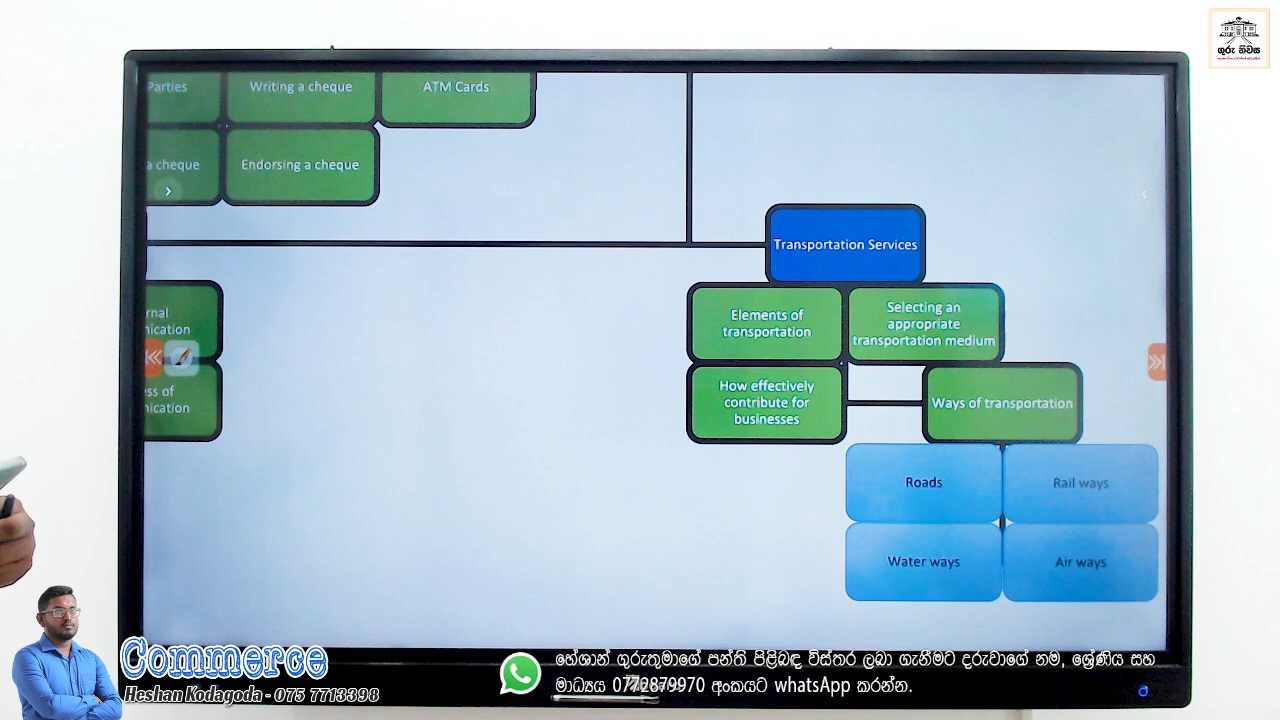 ගුරු නිවස
Parties
Writing a cheque
ATM Cards
a cheque
Endorsing a cheque
Transportation Services
Elements of
transportation
Selecting an
appropriate
transportation medium
How effectively
contribute for
businesses
Ways of transportation
Roads
Rail ways
Water ways
Air ways
rnal
nication
ess of
nication
Commerce
Heshan Kodagoda - 075 7713398
හේශාන් ගුරුතුමාගේ පන්ති පිළිබඳ විස්තර ලබා ගැනීමට දරුවාගේ නම, ශ්‍රේණිය සහ
මාධ්‍යය 0772879970 අංකයට whatsApp කරන්න.